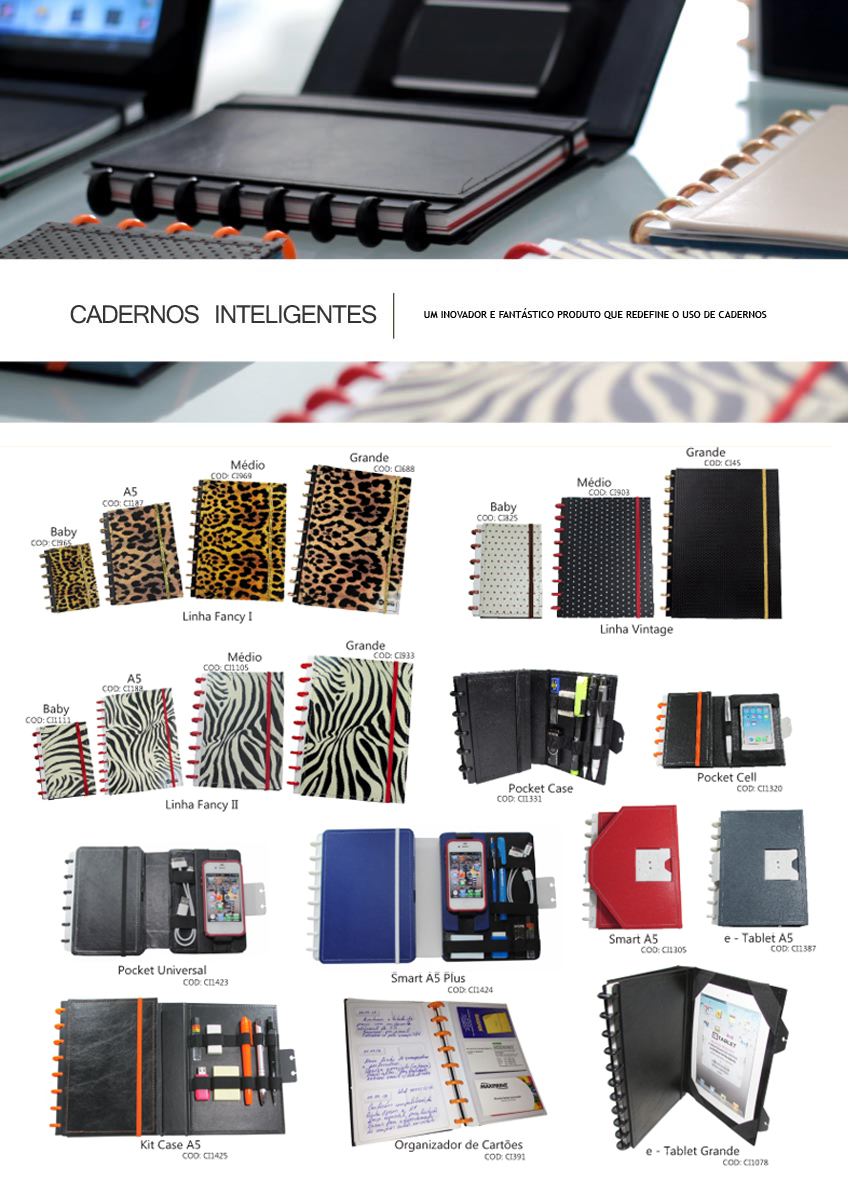 CADERNOS INTELIGENTES
UM INOVADOR E FANTÁSTICO PRODUTO QUE REDEFINE O USO DE CADERNOS
Baby
COD: CI965
A5
COD: CI187
Médio
COD: CI969
Grande
COD: CI688
Linha Fancy I
Baby
COD: CI825
Médio
COD: CI903
Grande
COD: CI45
Linha Vintage
Baby
COD: CI1111
A5
COD: CI188
Médio
COD: CI1105
Grande
COD: CI933
Linha Fancy II
Pocket Case
COD: CI1331
Pocket Cell
COD: CI1320
Pocket Universal
COD: CI1423
Smart A5 Plus
COD: CI1424
Smart A5
COD: CI1305
e - Tablet A5
COD: CI1387
Kit Case A5
COD: CI1425
MAXPRINT
Organizador de Cartões
COD: CI391
TABLET
e - Tablet Grande
COD: CI1078